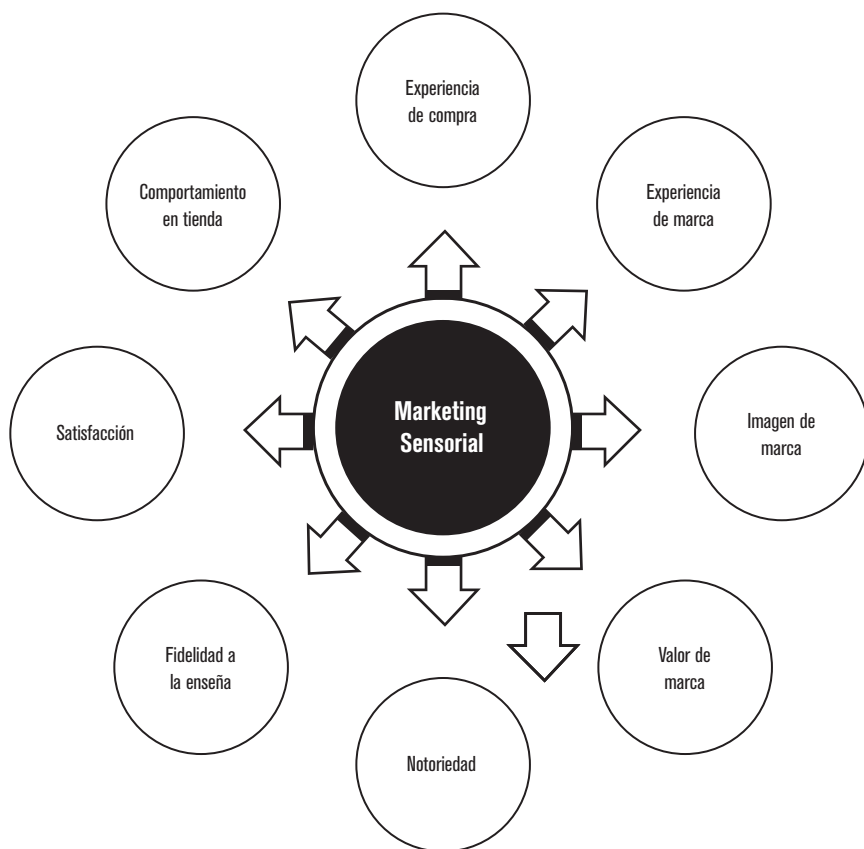 Experiencia
de compra
Comportamiento
en tienda
Experiencia
de marca
Marketing
Sensorial
Satisfacción
Imagen de
marca
Fidelidad a
la enseña
Valor de
marca
Notoriedad